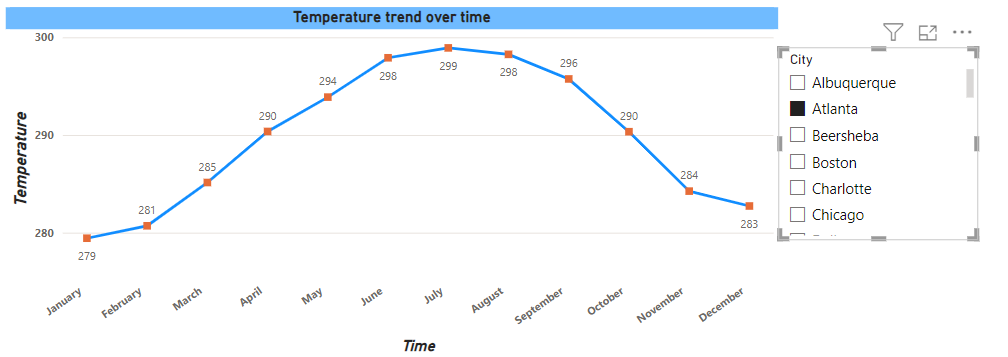 Temperature trend over time
Temperature
300
290
280
279
281
285
290
294
298
299
298
296
290
284
283
January
February
March
April
May
June
July
August
September
October
November
December
Time
City
Albuquerque
Atlanta
Beersheba
Boston
Charlotte
Chicago